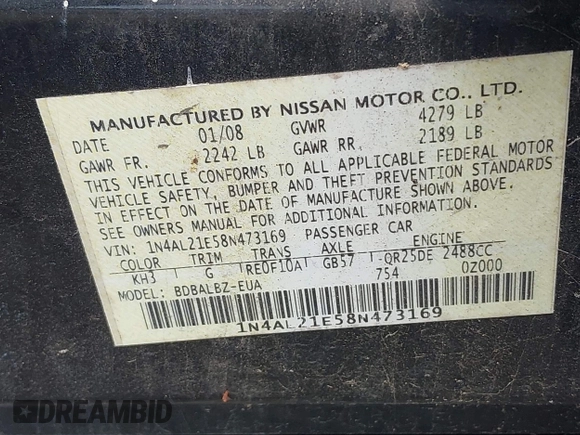 MANUFACTURED BY NISSAN MOTOR CO., LTD.
DATE 01/08 GVWR 4279 LB
GAWR FR. 2242 LB GAWR RR. 2189 LB
THIS VEHICLE CONFORMS TO ALL APPLICABLE FEDERAL MOTOR
VEHICLE SAFETY, BUMPER AND THEFT PREVENTION STANDARDS
IN EFFECT ON THE DATE OF MANUFACTURE SHOWN ABOVE.
SEE OWNERS MANUAL FOR ADDITIONAL INFORMATION.
VIN: 1N4AL21E58N473169 PASSENGER CAR
COLOR TRIM TRANS AXLE ENGINE
KH3 G RE0F10A GB57 QR25DE 2488CC
MODEL: BDBALBZ-EUA 754 0Z000
1N4AL21E58N473169
DREAMBID